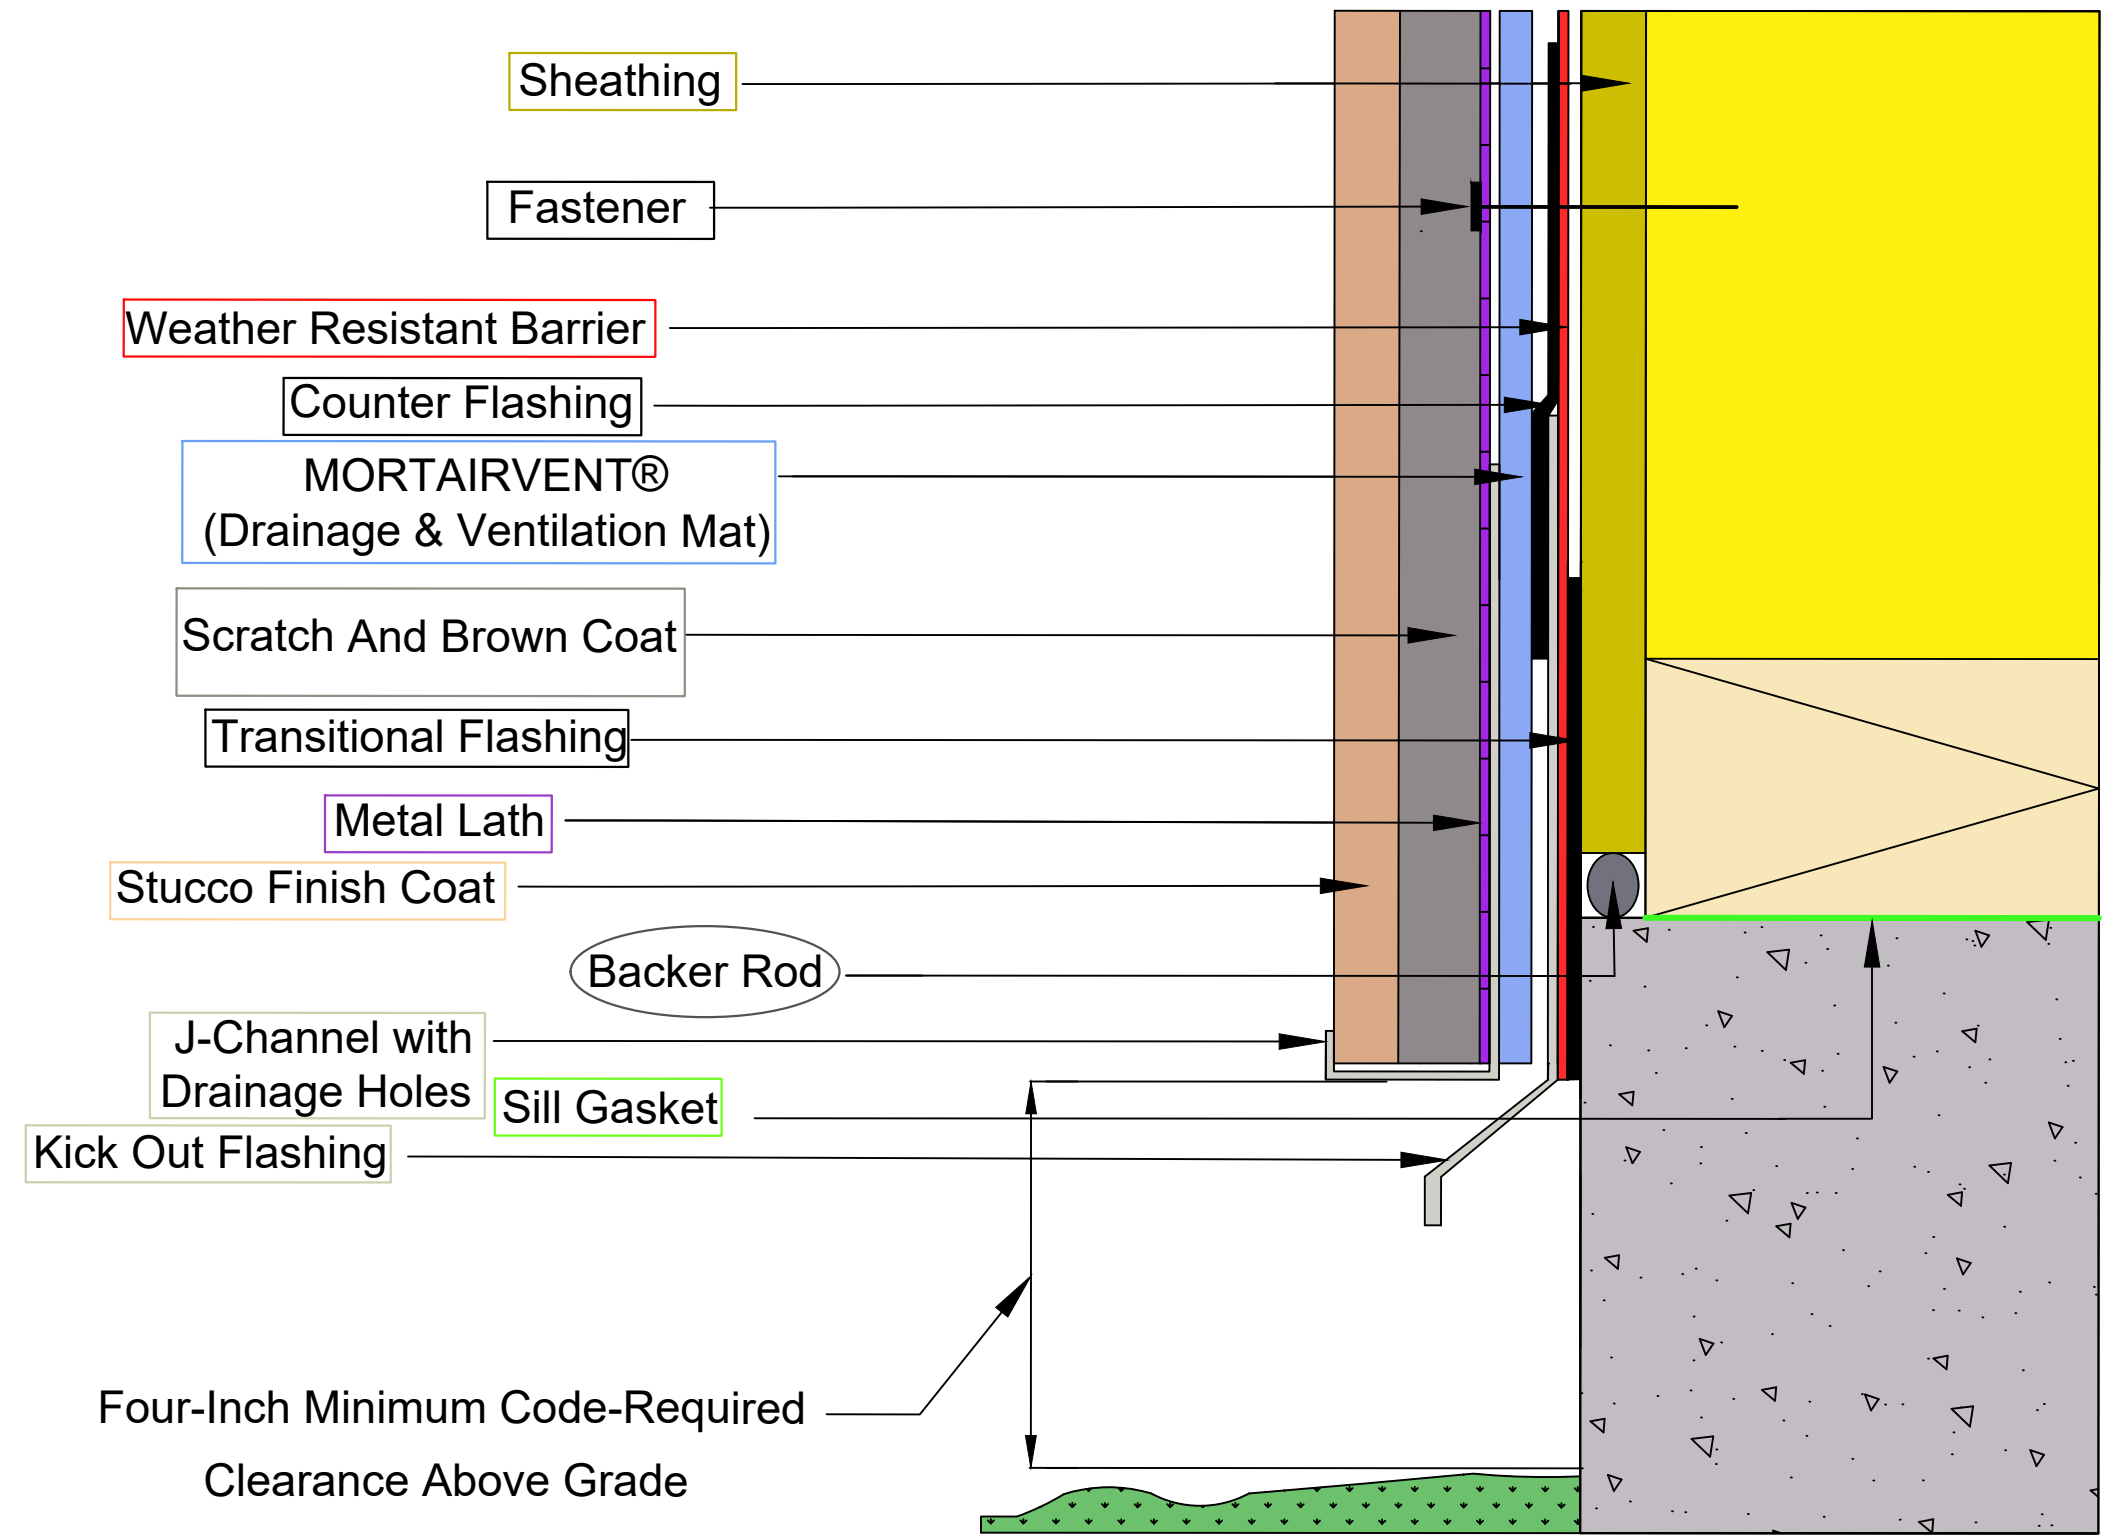 Sheathing
Fastener
Weather Resistant Barrier
Counter Flashing
MORTAIRVENT®
(Drainage & Ventilation Mat)
Scratch And Brown Coat
Transitional Flashing
Metal Lath
Stucco Finish Coat
Backer Rod
J-Channel with
Drainage Holes
Sill Gasket
Kick Out Flashing
Four-Inch Minimum Code-Required
Clearance Above Grade